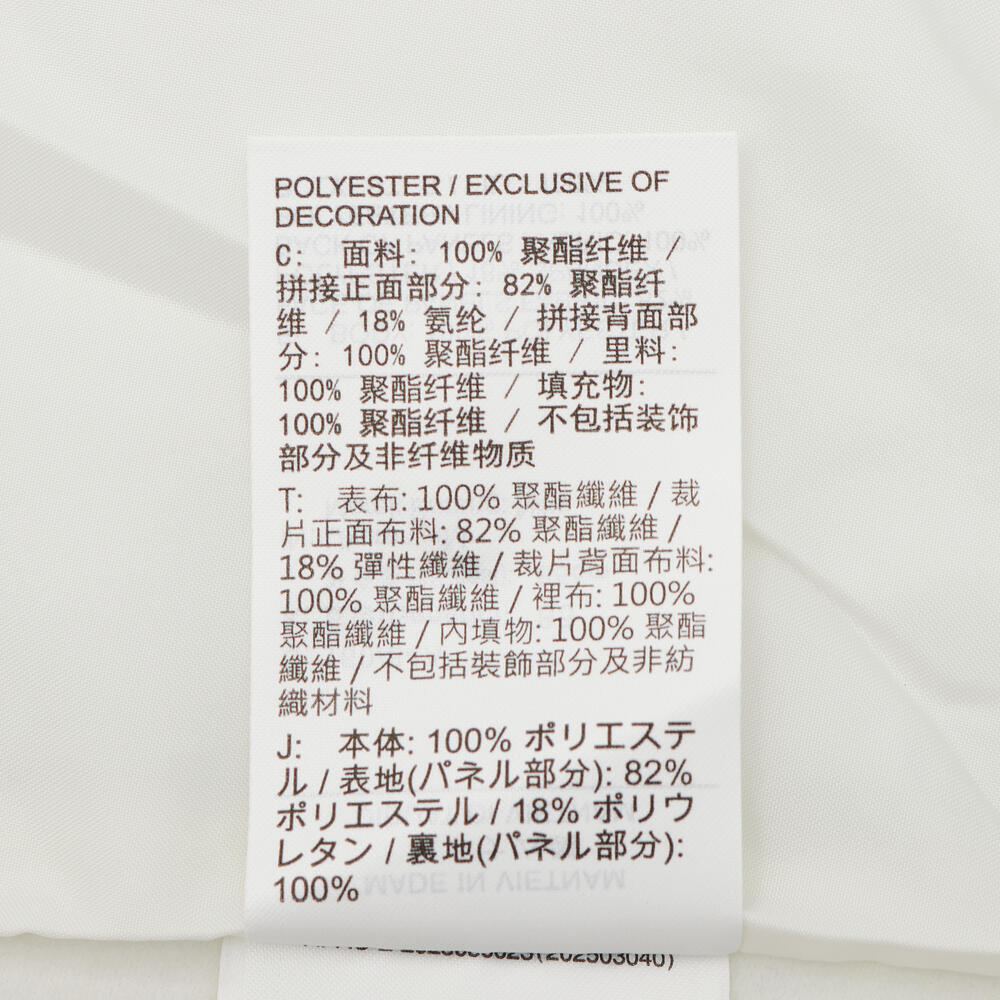 POLYESTER / EXCLUSIVE OF
DECORATION
C: 面料: 100% 聚酯纤维 /
拼接正面部分: 82% 聚酯纤
维 / 18% 氨纶 / 拼接背面部
分: 100% 聚酯纤维 / 里料:
100% 聚酯纤维 / 填充物:
100% 聚酯纤维 / 不包括装饰
部分及非纤维物质
T: 表布: 100% 聚酯纖維 / 裁
片正面布料: 82% 聚酯纖維 /
18% 彈性纖維 / 裁片背面布料:
100% 聚酯纖維 / 裡布: 100%
聚酯纖維 / 內填物: 100% 聚酯
纖維 / 不包括裝飾部分及非紡
織材料
J: 本体: 100% ポリエステ
ル / 表地(パネル部分): 82%
ポリエステル / 18% ポリウ
レタン / 裏地(パネル部分):
100%
MADE IN VIETNAM
(202503040)